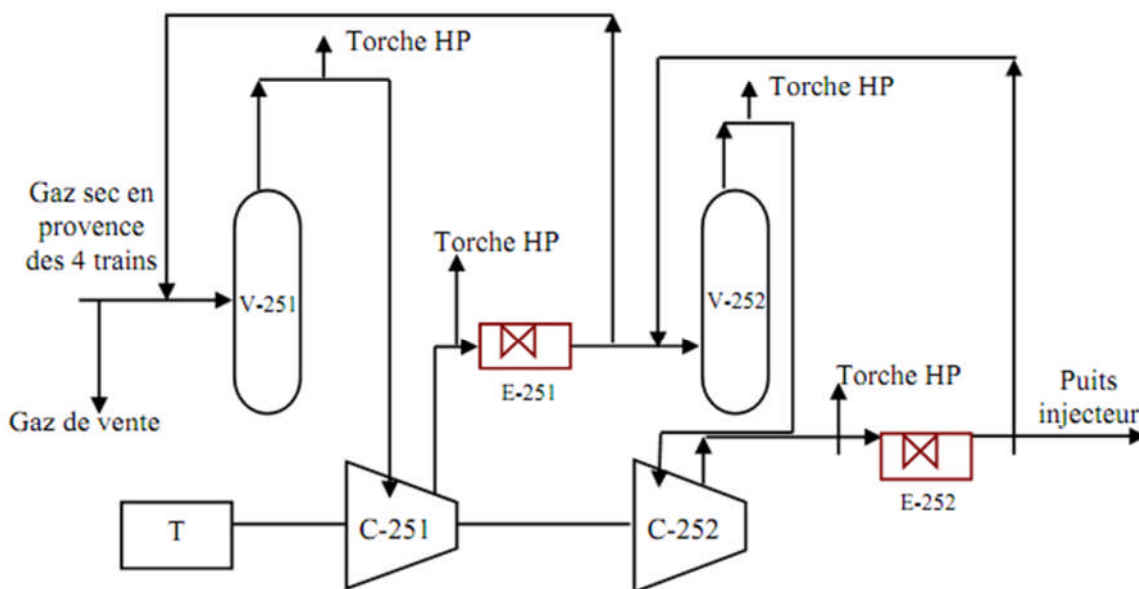 Torche HP
Torche HP
Gaz sec en
provence
des 4 trains
Torche HP
V-251
V-252
E-251
Torche HP
Puits
injecteur
Gaz de vente
E-252
T
C-251
C-252